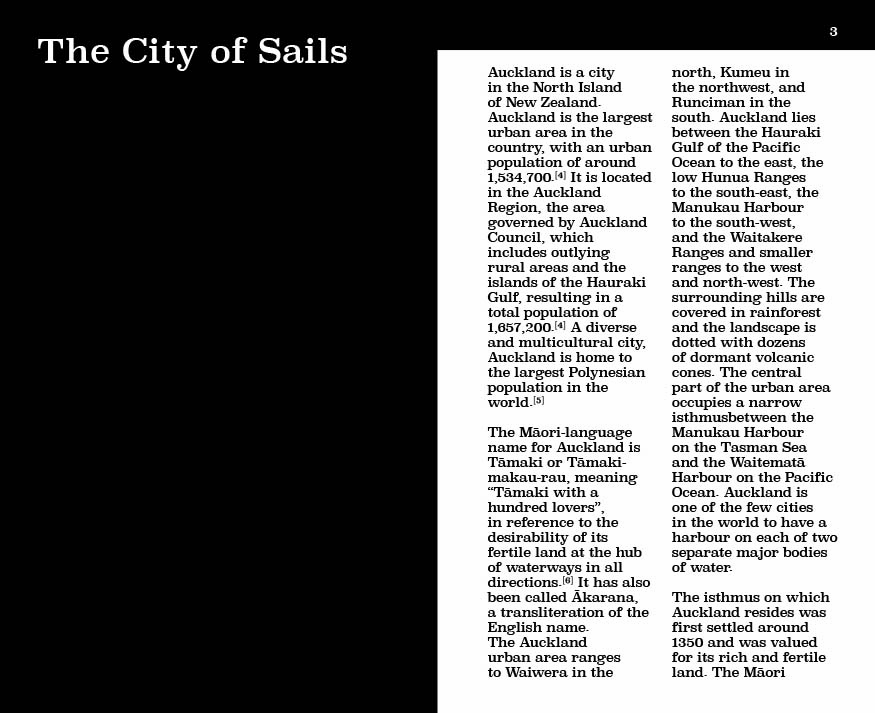 The City of Sails
3
Auckland is a city
in the North Island
of New Zealand.
Auckland is the largest
urban area in the
country, with an urban
population of around
1,534,700.[4] It is located
in the Auckland
Region, the area
governed by Auckland
Council, which
includes outlying
rural areas and the
islands of the Hauraki
Gulf, resulting in a
total population of
1,657,200.[4] A diverse
and multicultural city,
Auckland is home to
the largest Polynesian
population in the
world.[5]
The Māori-language
name for Auckland is
Tāmaki or Tāmaki-
makau-rau, meaning
“Tāmaki with a
hundred lovers”,
in reference to the
desirability of its
fertile land at the hub
of waterways in all
directions.[6] It has also
been called Ākarana,
a transliteration of the
English name.
The Auckland
urban area ranges
to Waiwera in the
north, Kumeu in
the northwest, and
Runciman in the
south. Auckland lies
between the Hauraki
Gulf of the Pacific
Ocean to the east, the
low Hunua Ranges
to the south-east, the
Manukau Harbour
to the south-west,
and the Waitakere
Ranges and smaller
ranges to the west
and north-west. The
surrounding hills are
covered in rainforest
and the landscape is
dotted with dozens
of dormant volcanic
cones. The central
part of the urban area
occupies a narrow
isthmusbetween the
Manukau Harbour
on the Tasman Sea
and the Waitematā
Harbour on the Pacific
Ocean. Auckland is
one of the few cities
in the world to have a
harbour on each of two
separate major bodies
of water.
The isthmus on which
Auckland resides was
first settled around
1350 and was valued
for its rich and fertile
land. The Māori